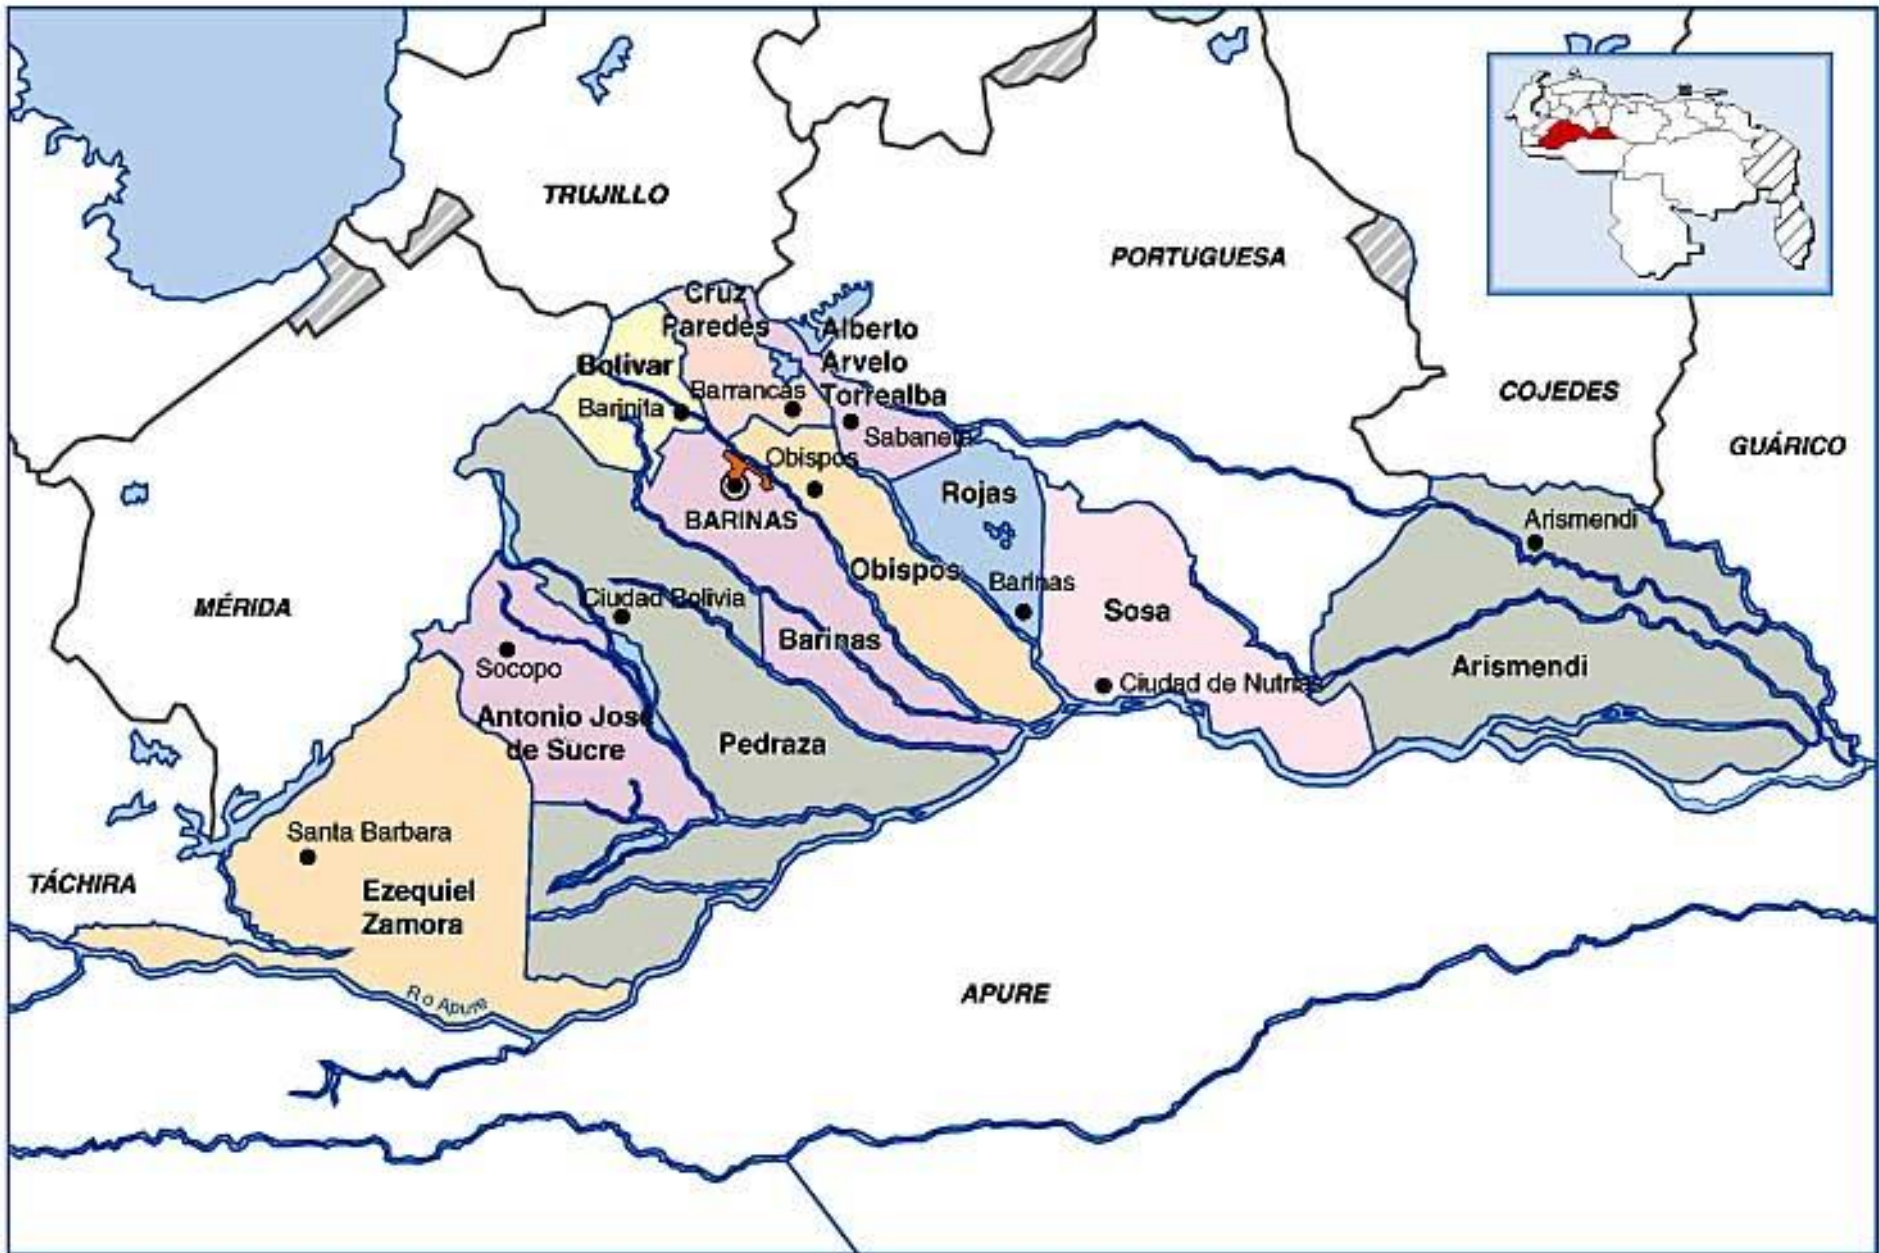 TRUJILLO
PORTUGUESA
COJEDES
GUÁRICO
Cruz
Paredes
Alberto
Arvelo
Torrealba
Bolivar
Barrancas
Barinita
Sabaneta
Obispos
Rojas
BARINAS
Arismendi
Obispos
Barinas
Ciudad Bolivia
MÉRIDA
Sosa
Barinas
Socopo
Arismendi
Ciudad de Nutrias
Antonio José
de Sucre
Pedraza
Santa Barbara
TÁCHIRA
Ezequiel
Zamora
R o Apure
APURE